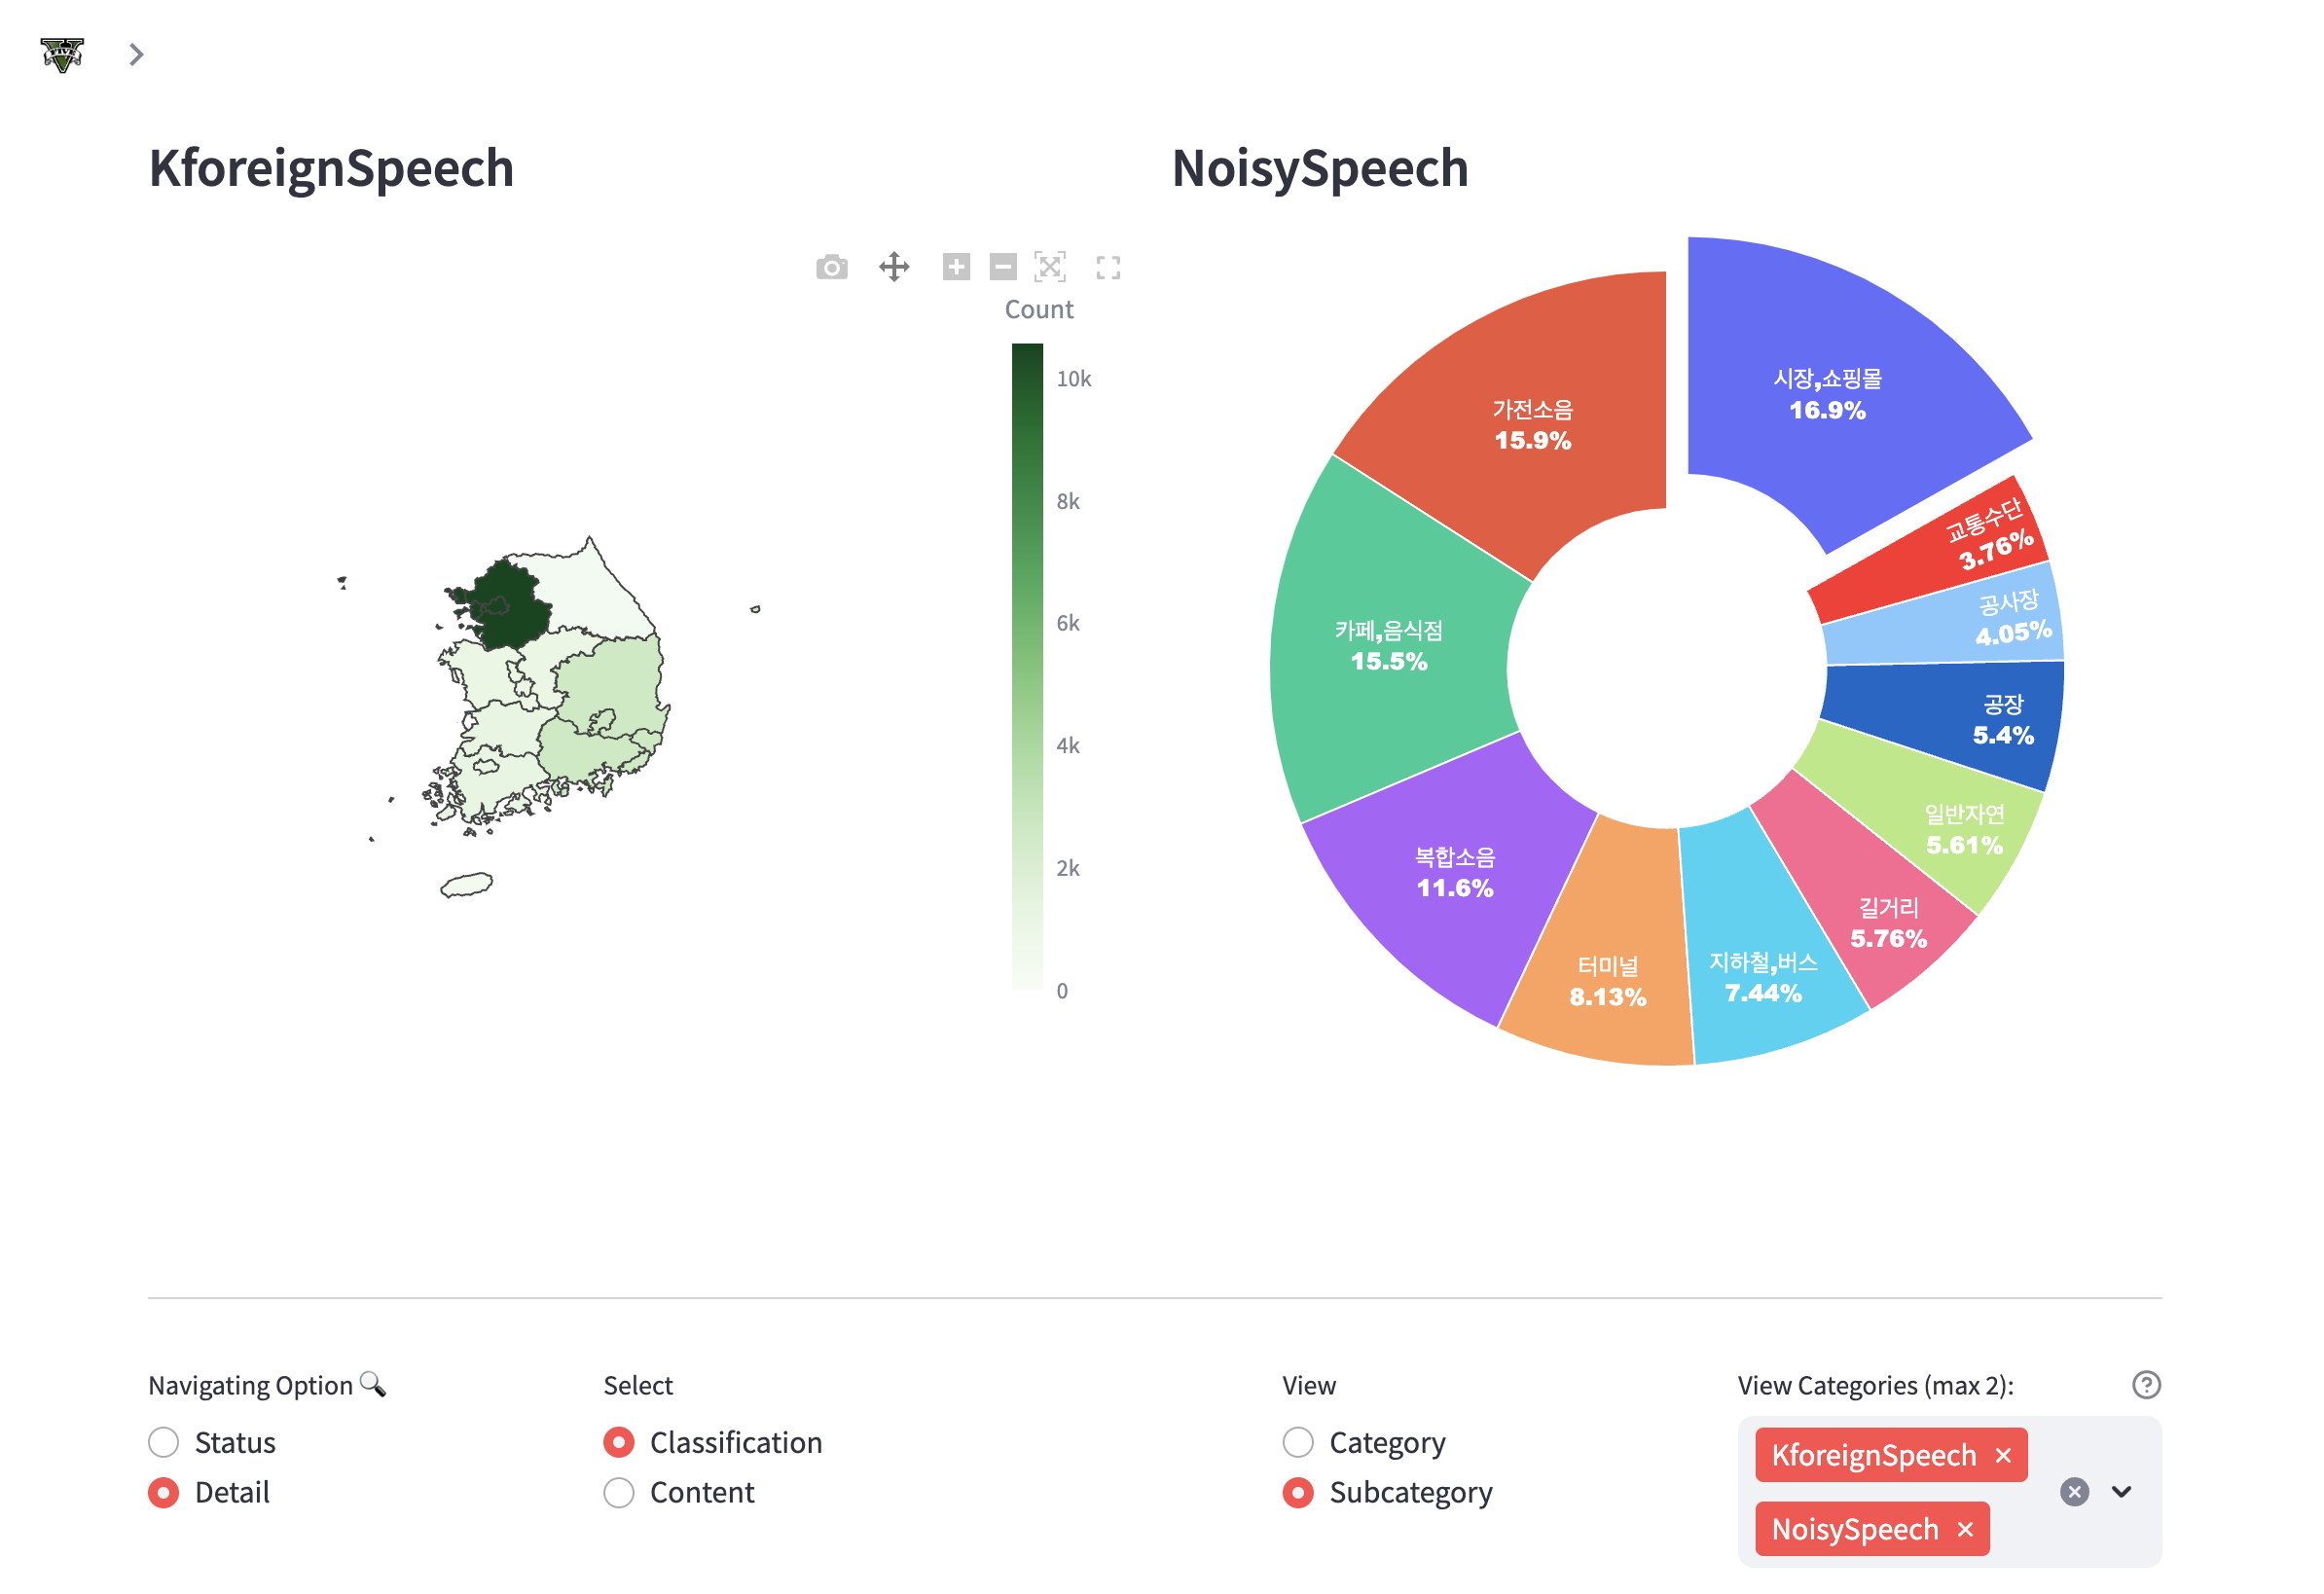 FIVE
KforeignSpeech
NoisySpeech
Count
10k
8k
6k
4k
2k
0
시장,쇼핑몰
16.9%
가전소음
15.9%
교통수단
3.76%
공사장
4.05%
카페,음식점
15.5%
공장
5.4%
일반자연
5.61%
복합소음
11.6%
길거리
5.76%
터미널
8.13%
지하철,버스
7.44%
Navigating Option
Status
Detail
Select
Classification
Content
View
Category
Subcategory
View Categories (max 2):
KforeignSpeech
NoisySpeech